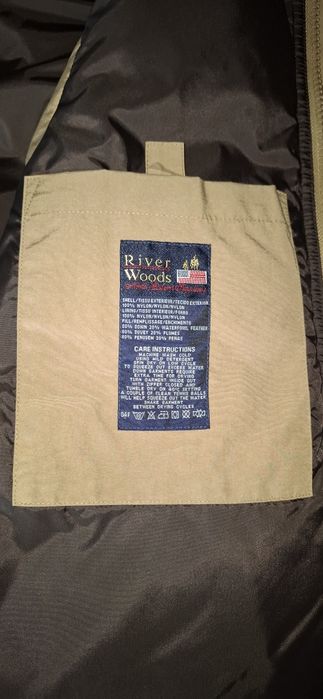 River
Woods
SHELL/TISSU EXTERIEUR/TECIDO EXTERIOR
100% NYLON/NYLON/NYLON
LINING/TISSU INTERIEUR/FORRO
100% NYLON/NYLON/NYLON
FILL/REMPLISSAGE/ENCHIMENTO
80% DOWN 20% WATERFOWL FEATHER
80% DUVET 20% PLUMES
80% PENUGEM 20% PENAS
CARE INSTRUCTIONS
MACHINE WASH COLD
USING MILD DETERGENT
SPIN DRY ON LOW CYCLE
TO SQUEEZE OUT EXCESS WATER
DOWN GARMENTS REQUIRE
EXTRA TIME FOR DRYING
TURN GARMENT INSIDE OUT
WITH ZIPPER CLOSED AND
TUMBLE DRY ON 60°C SETTING
A COUPLE OF CLEAN TENNIS BALLS
WILL HELP SQUEEZE OUT THE WATER
SHAKE GARMENT
BETWEEN DRYING CYCLES